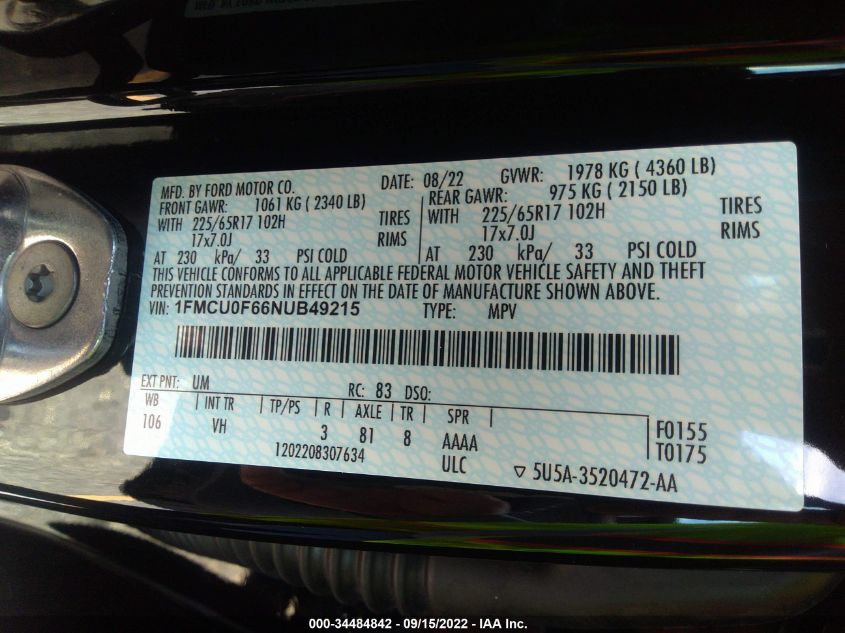 MFD. BY FORD MOTOR CO.
DATE: 08/22 GVWR: 1978 KG ( 4360 LB)
FRONT GAWR: 1061 KG ( 2340 LB) REAR GAWR: 975 KG ( 2150 LB)
WITH 225/65R17 102H TIRES WITH 225/65R17 102H TIRES
17x7.0J RIMS 17x7.0J RIMS
AT 230 kPa/ 33 PSI COLD AT 230 kPa/ 33 PSI COLD
THIS VEHICLE CONFORMS TO ALL APPLICABLE FEDERAL MOTOR VEHICLE SAFETY AND THEFT
PREVENTION STANDARDS IN EFFECT ON THE DATE OF MANUFACTURE SHOWN ABOVE.
VIN: 1FMCU0F66NUB49215 TYPE: MPV
EXT PNT: UM RC: 83 DSO:
WB INT TR TP/PS R AXLE TR SPR F0155
106 VH 3 81 8 AAAA T0175
1202208307634 ULC ▽ 5U5A-3520472-AA
000-34484842 - 09/15/2022 - IAA Inc.